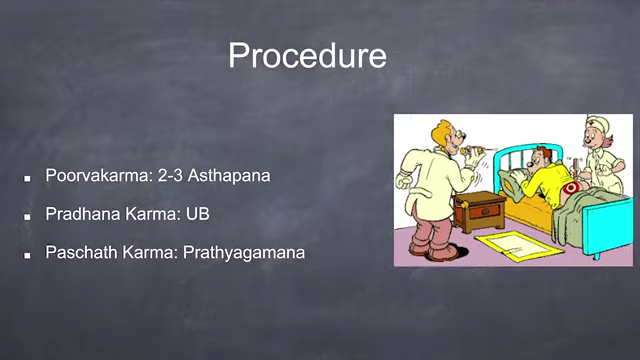 Procedure
Poorvakarma: 2-3 Asthapana
Pradhana Karma: UB
Paschath Karma: Prathyagamana